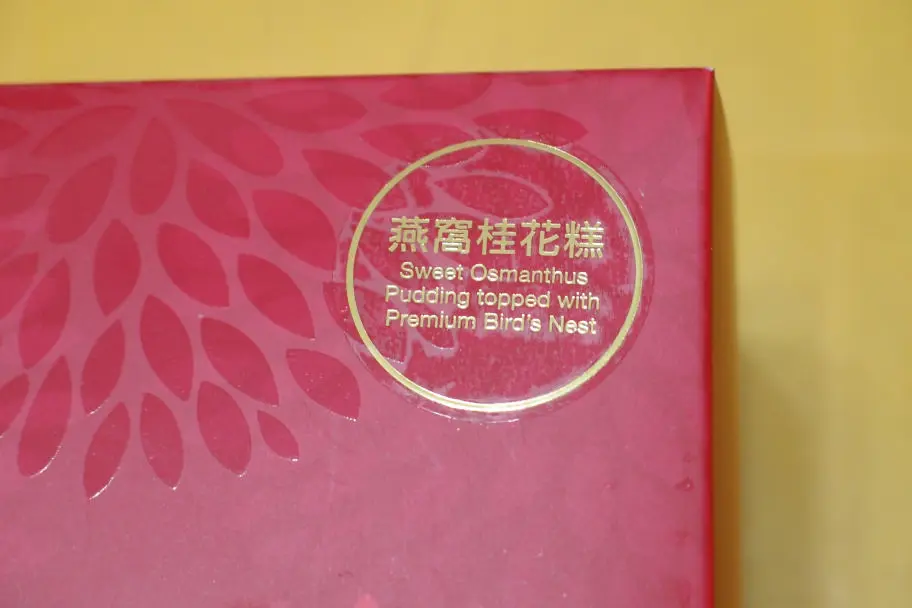 燕窩桂花糕
Sweet Osmanthus
Pudding topped with
Premium Bird's Nest